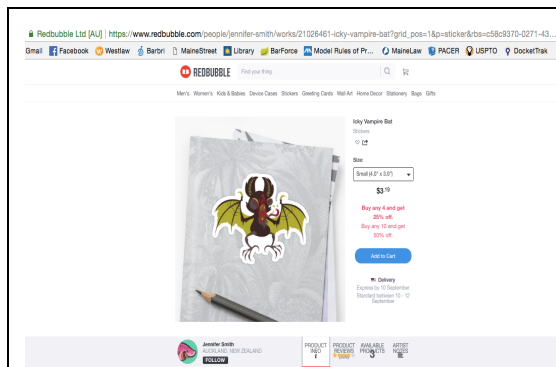 Redbubble Ltd [AU] | https://www.redbubble.com/people/jennifer-smith/works/21026461-icky-vampire-bat?grid_pos=1&p=sticker&rbs=c58c9370-0271-43...
Gmail Facebook Westlaw Barbri MaineStreet Library BarForce Model Rules of Pr... MaineLaw PACER USPTO DocketTrak
REDBUBBLE Find your thing
Men's Women's Kids & Babies Device Cases Stickers Greeting Cards Wall Art Home Decor Stationery Bags Gifts
Icky Vampire Bat
Stickers
Size:
Small (4.0" x 3.0")
$3.19
Buy any 4 and get
25% off.
Buy any 10 and get
50% off.
Add to Cart
Delivery
Express by 10 September
Standard between 10 - 12
September
Jennifer Smith
AUCKLAND, NEW ZEALAND
FOLLOW
PRODUCT
INFO
i
PRODUCT
REVIEWS
AVAILABLE
PRODUCTS
3
ARTIST
NOTES